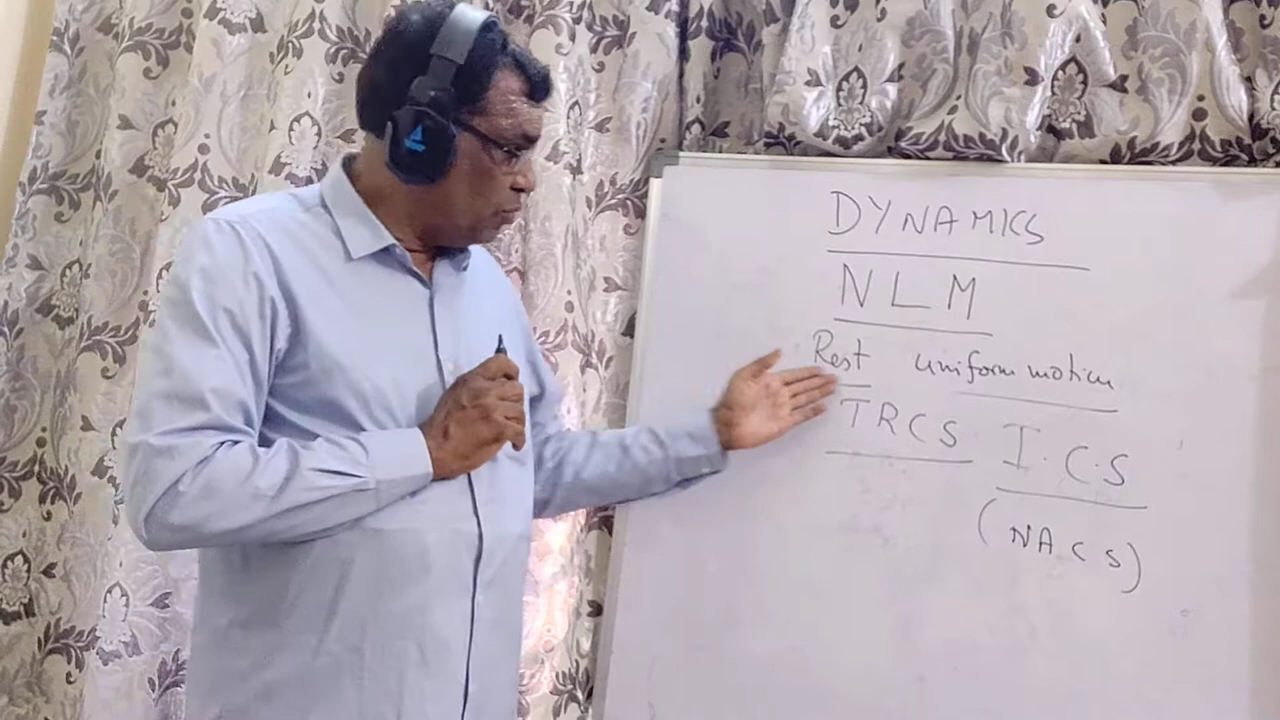 DYNAMICS
NLM
Rest uniform motion
TRCS I.C.S
(NACS)